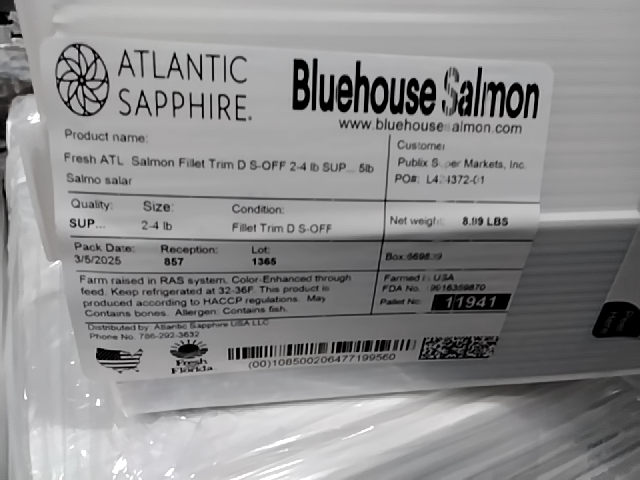 ATLANTIC
SAPPHIRE.
Bluehouse Salmon
www.bluehousesalmon.com
Product name:
Fresh ATL Salmon Fillet Trim D S-OFF 2-4 lb SUP... 5lb
Salmo salar
Customer
Publix Super Markets, Inc.
PO#:
Quality: Size: Condition:
SUP... 2-4 lb Fillet Trim D S-OFF
Net weight: LBS
Pack Date: Reception: Lot:
3/5/2025 857 1365
Box:
Farm raised in RAS system. Color-Enhanced through
feed. Keep refrigerated at 32-36F. This product is
produced according to HACCP regulations. May
Contains bones. Allergen: Contains fish.
Farmed in USA
FDA No.
Pallet No: 11941
Distributed by: Atlantic Sapphire USA LLC
Phone No: 786-292-3632
Fresh
From
Florida
(00)108500206477199560